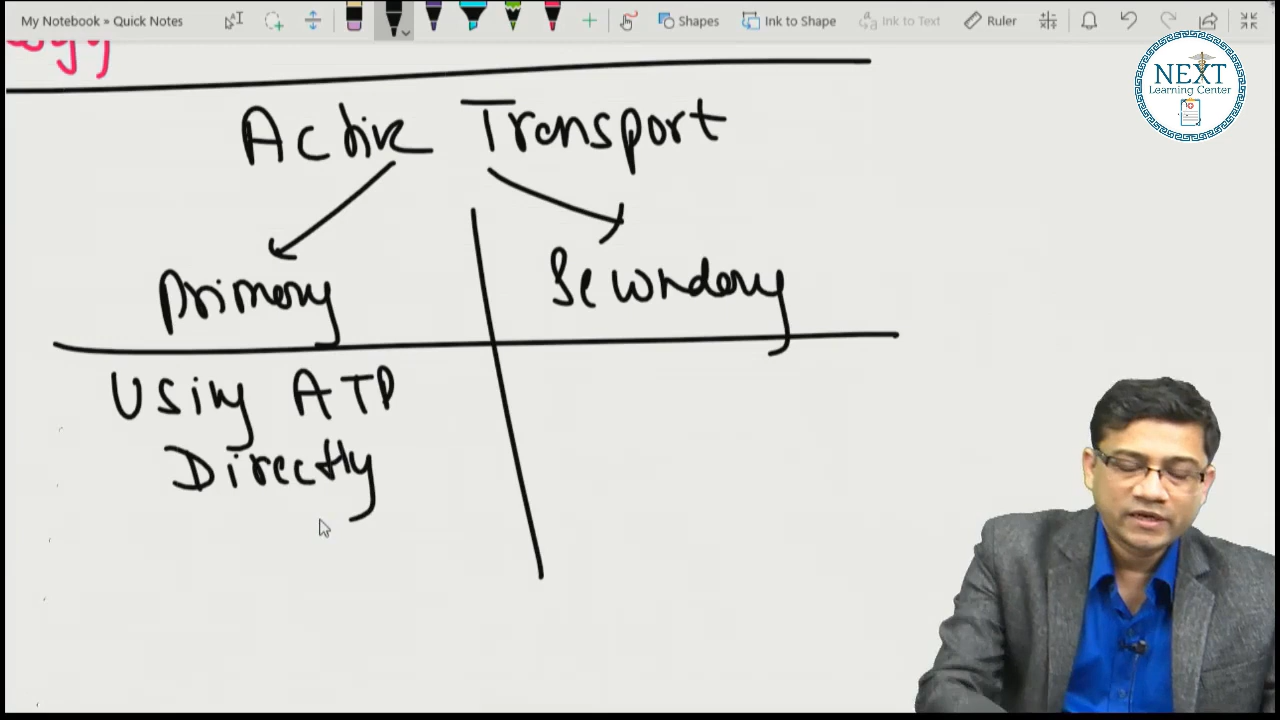 My Notebook » Quick Notes
Shapes
Ink to Shape
Ink to Text
Ruler
NEXT
Learning Center
Active Transport
Primary
Secondary
Using ATP
Directly